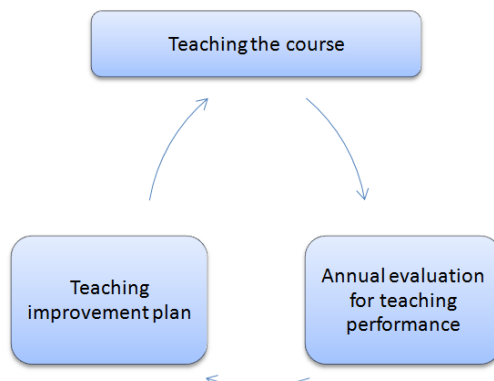 Teaching the course
Teaching
improvement plan
Annual evaluation
for teaching
performance